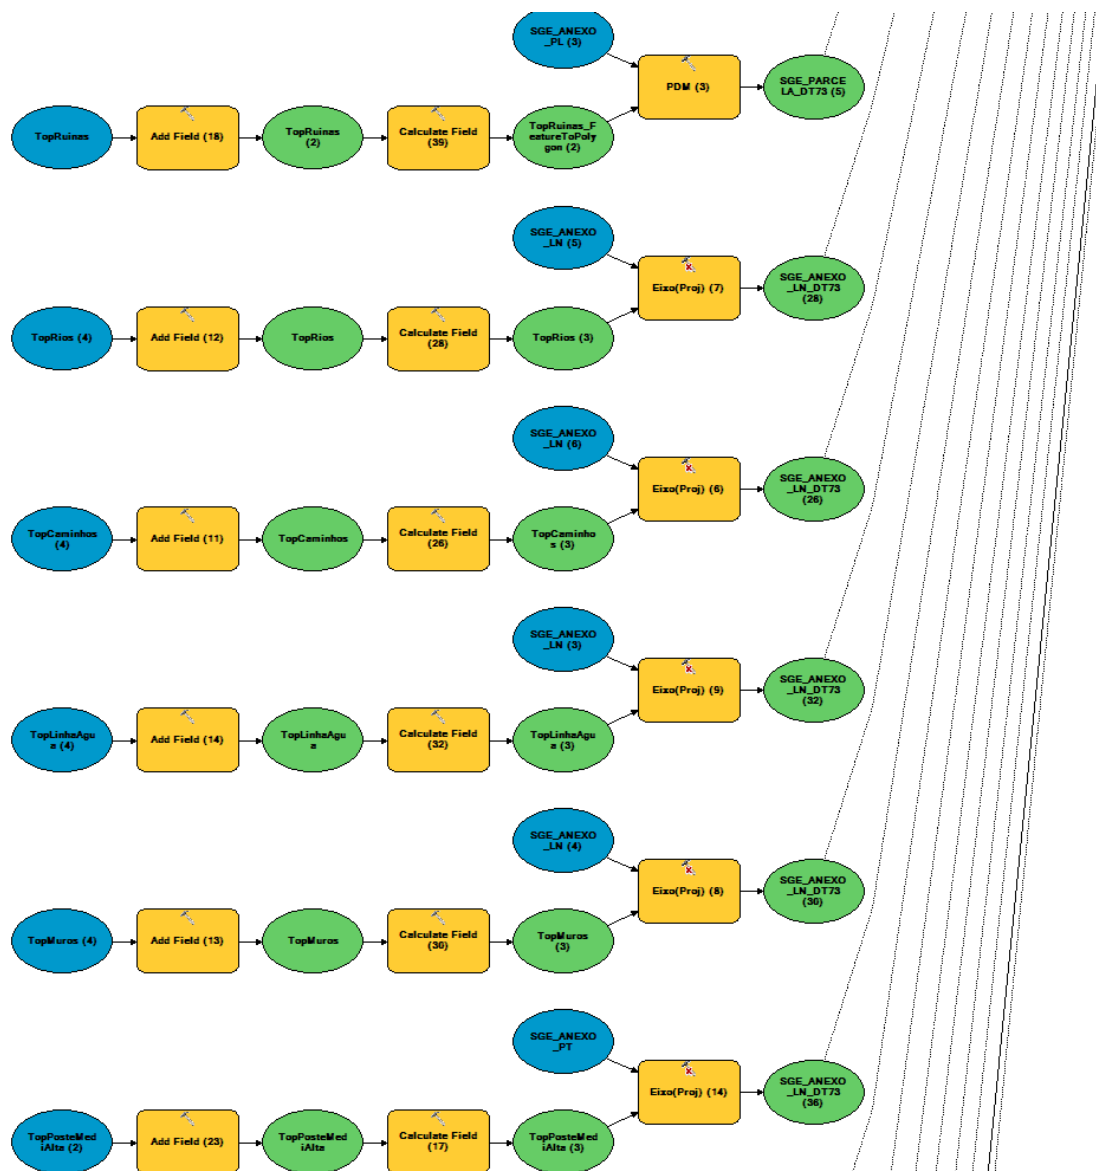 SGE_ANEXO
_PL (3)
PDM (3)
SGE_PARCE
LA_DT73 (5)
TopRuinas
Add Field (18)
TopRuinas
(2)
Calculate Field
(39)
TopRuinas_F
eatureToPoly
gon (2)
SGE_ANEXO
_LN (5)
Eixo(Proj) (7)
SGE_ANEXO
_LN_DT73
(28)
TopRios (4)
Add Field (12)
TopRios
Calculate Field
(28)
TopRios (3)
SGE_ANEXO
_LN (6)
Eixo(Proj) (6)
SGE_ANEXO
_LN_DT73
(26)
TopCaminhos
(4)
Add Field (11)
TopCaminhos
Calculate Field
(26)
TopCaminho
s (3)
SGE_ANEXO
_LN (3)
Eixo(Proj) (9)
SGE_ANEXO
_LN_DT73
(32)
TopLinhaAgu
a (4)
Add Field (14)
TopLinhaAgu
a
Calculate Field
(32)
TopLinhaAgu
a (3)
SGE_ANEXO
_LN (4)
Eixo(Proj) (8)
SGE_ANEXO
_LN_DT73
(30)
TopMuros (4)
Add Field (13)
TopMuros
Calculate Field
(30)
TopMuros
(3)
SGE_ANEXO
_PT
Eixo(Proj) (14)
SGE_ANEXO
_LN_DT73
(36)
TopPosteMed
iAlta (2)
Add Field (23)
TopPosteMed
iAlta
Calculate Field
(17)
TopPosteMed
iAlta (3)